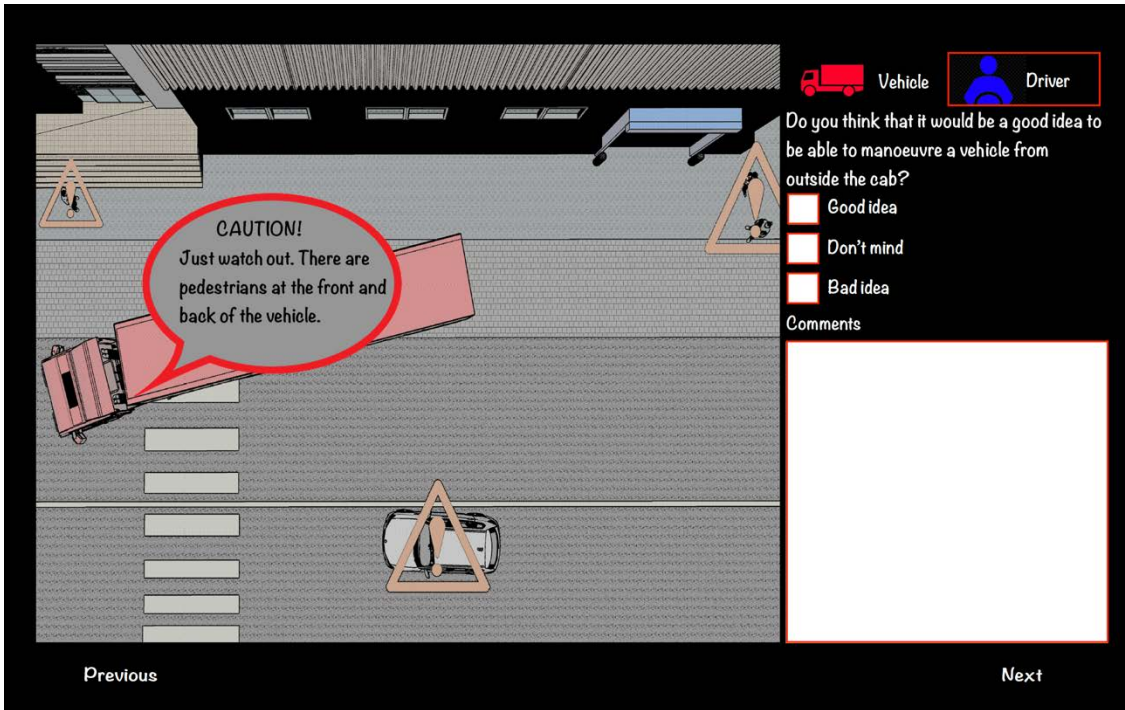 CAUTION!
Just watch out. There are
pedestrians at the front and
back of the vehicle.
Vehicle
Driver
Do you think that it would be a good idea to
be able to manoeuvre a vehicle from
outside the cab?
Good idea
Don't mind
Bad idea
Comments
Previous
Next